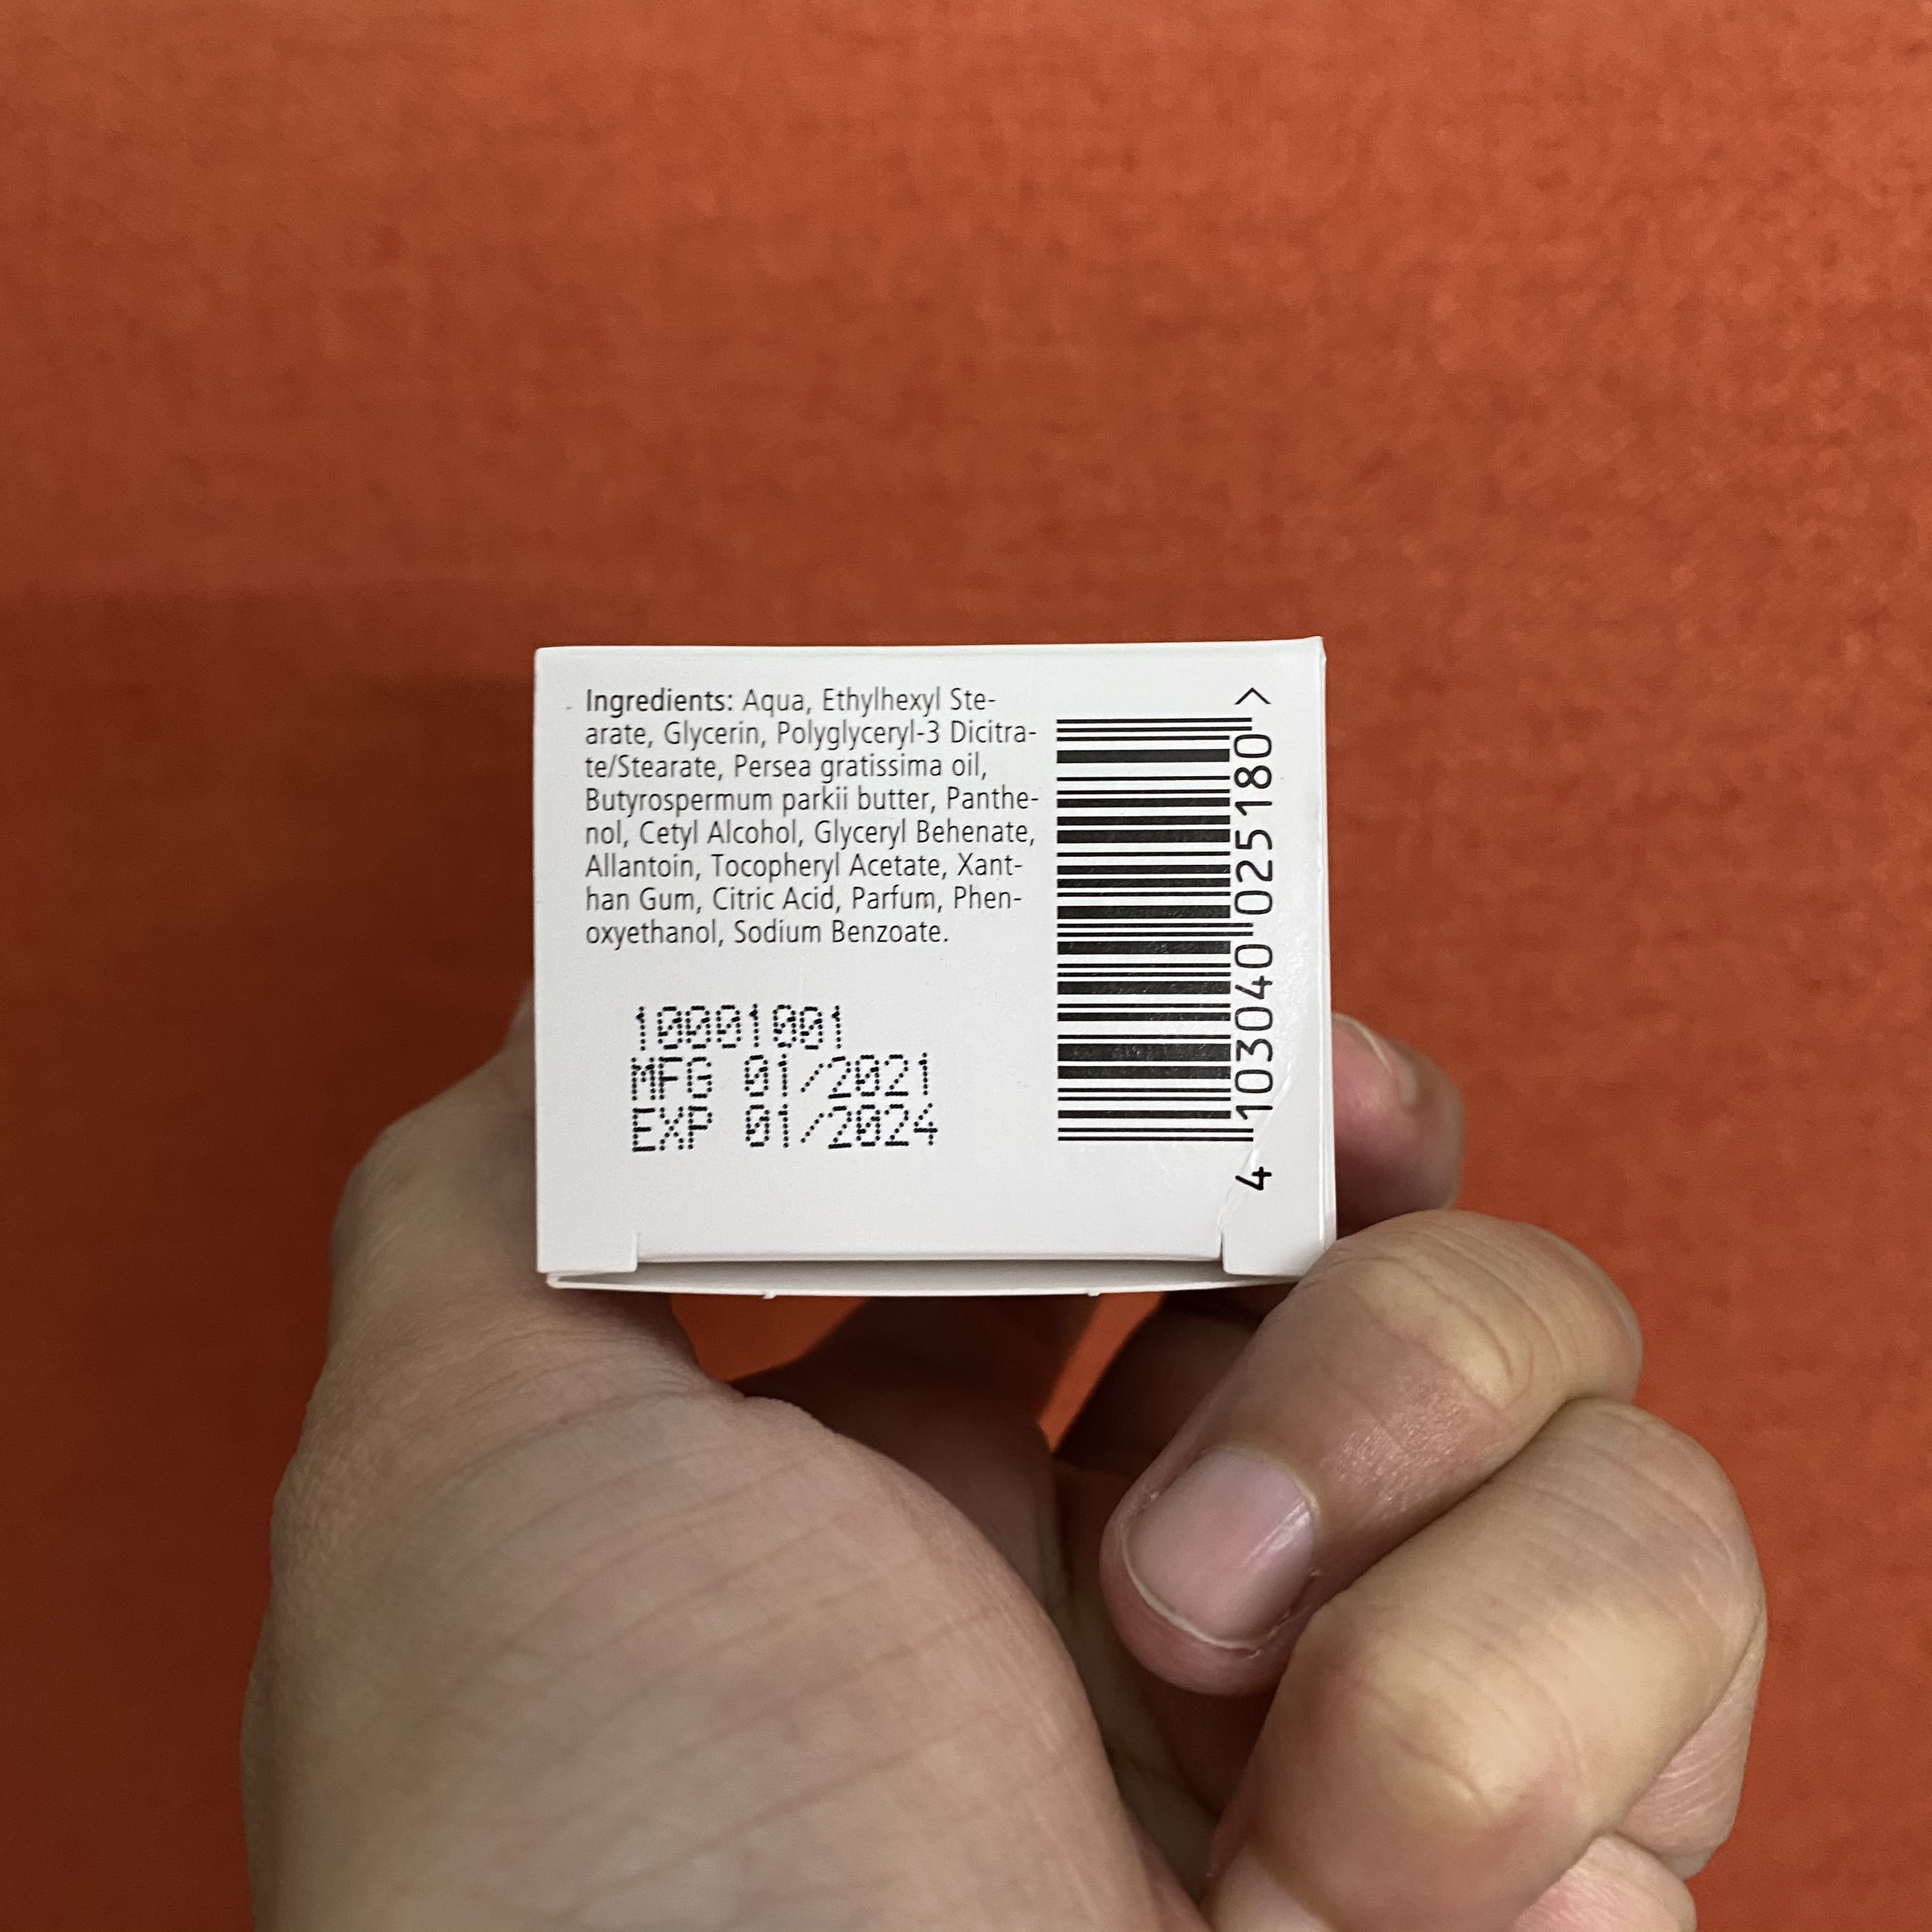 Ingredients: Aqua, Ethylhexyl Ste-
arate, Glycerin, Polyglyceryl-3 Dicitra-
te/Stearate, Persea gratissima oil,
Butyrospermum parkii butter, Panthe-
nol, Cetyl Alcohol, Glyceryl Behenate,
Allantoin, Tocopheryl Acetate, Xant-
han Gum, Citric Acid, Parfum, Phen-
oxyethanol, Sodium Benzoate.
10001001
MFG 01/2021
EXP 01/2024
4 103040 025180 >